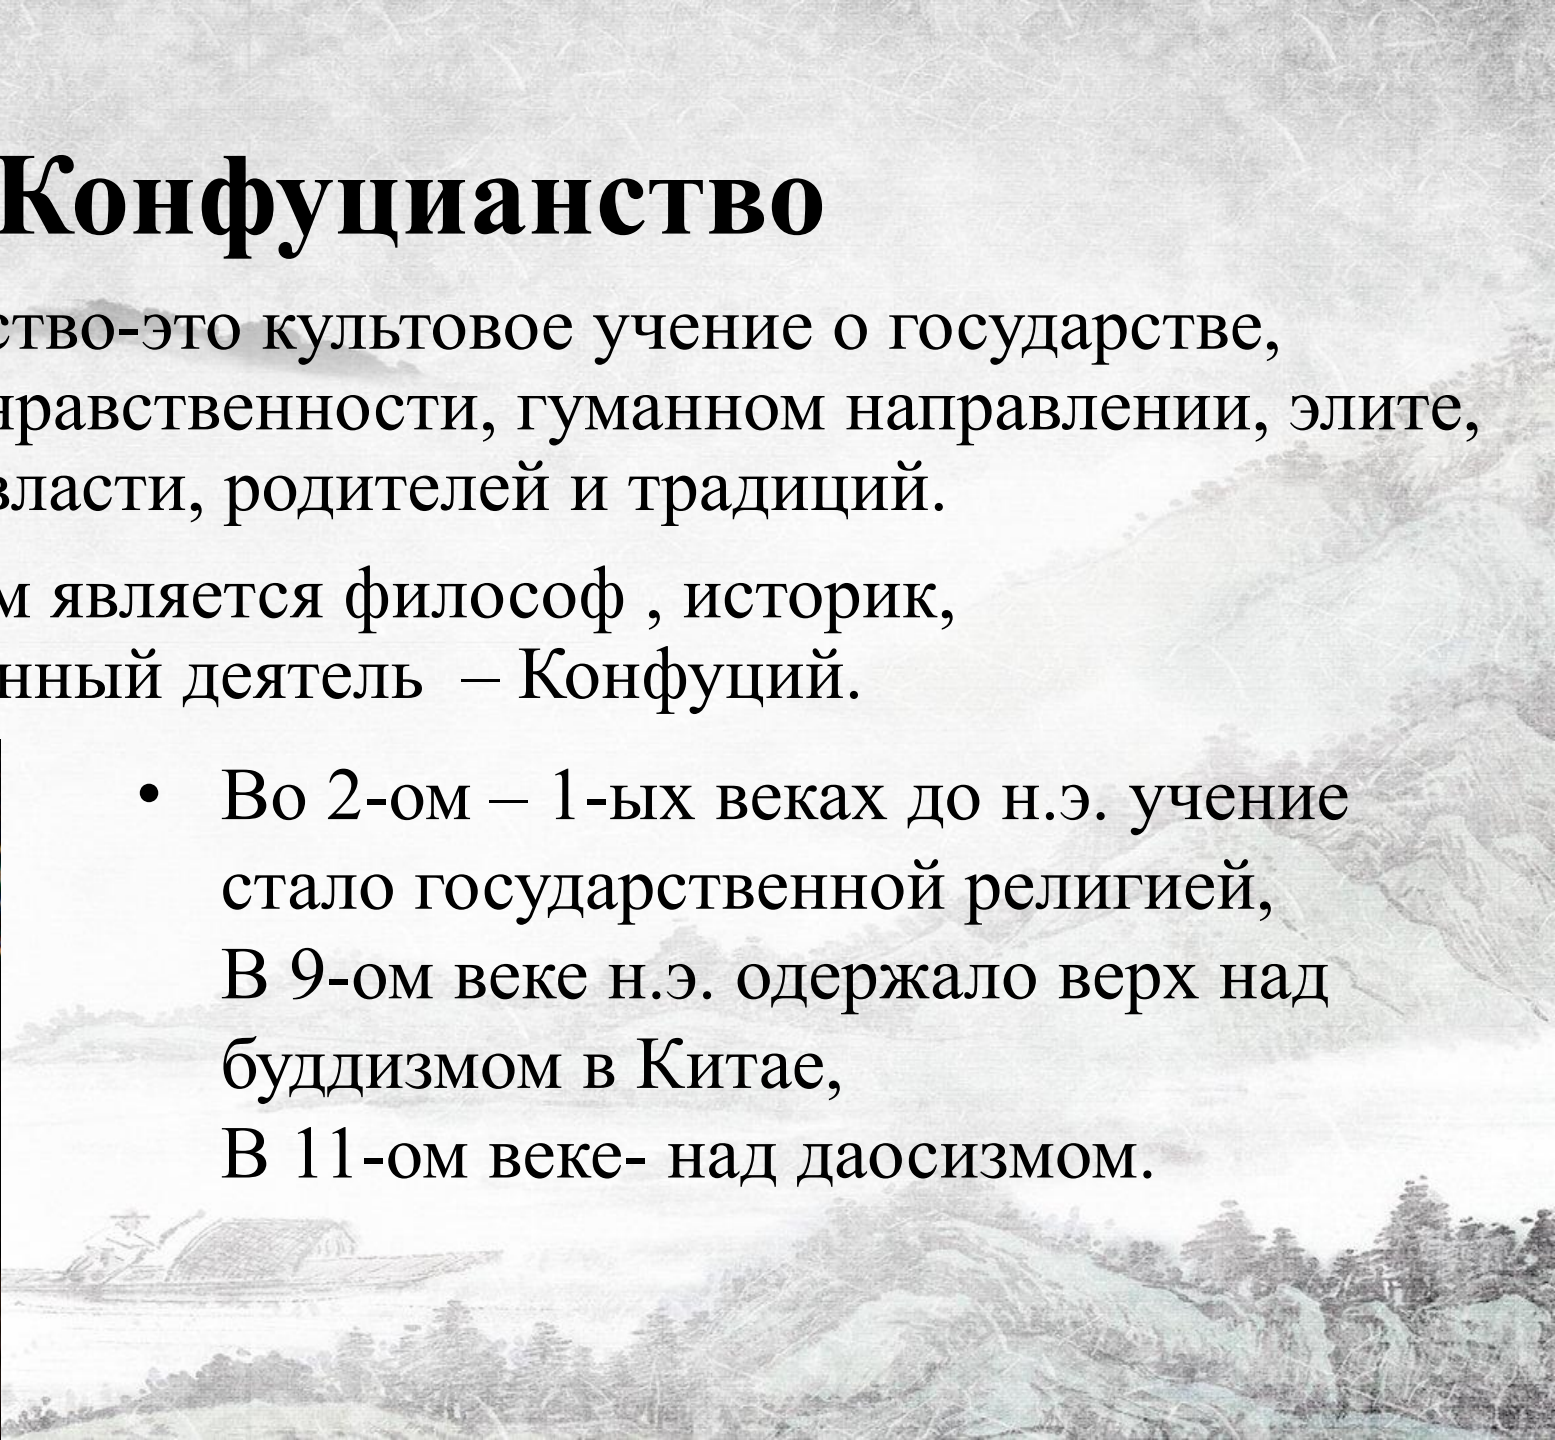 Конфуцианство
ство-это культовое учение о государстве,
нравственности, гуманном направлении, элите,
власти, родителей и традиций.
м является философ , историк,
нный деятель – Конфуций.
• Во 2-ом – 1-ых веках до н.э. учение
стало государственной религией,
В 9-ом веке н.э. одержало верх над
буддизмом в Китае,
В 11-ом веке- над даосизмом.